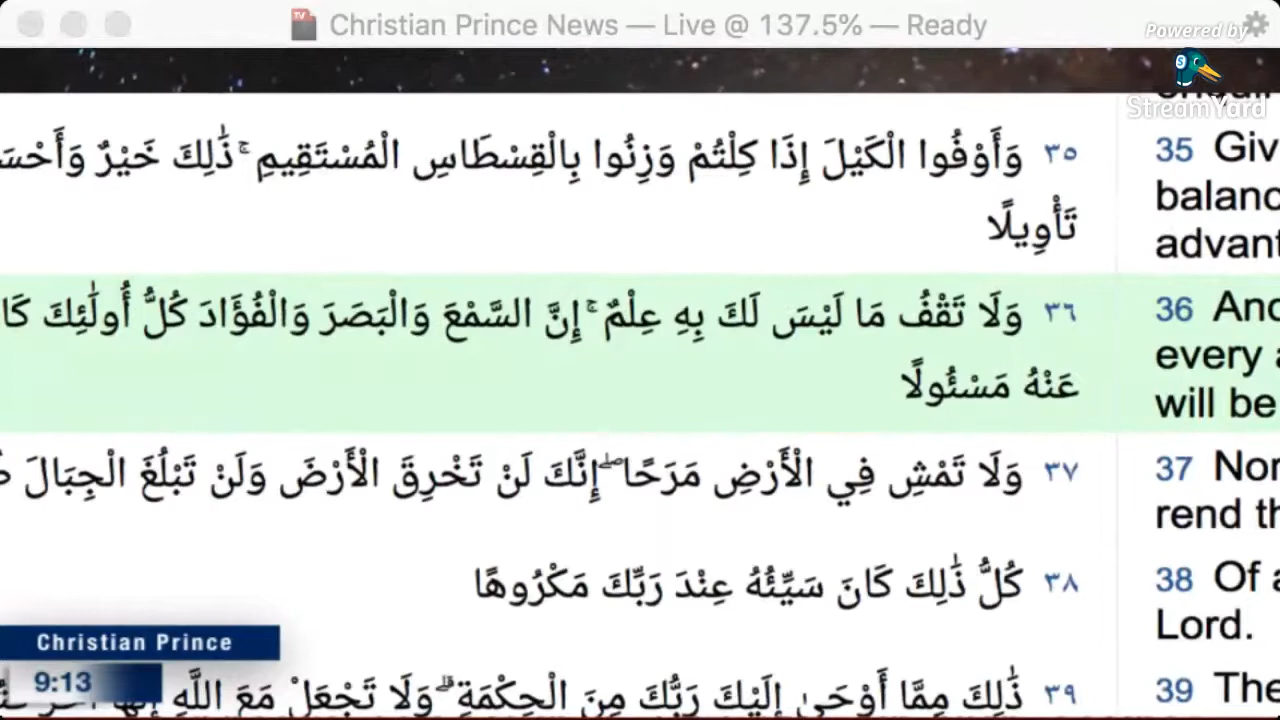 Christian Prince News — Live @ 137.5% — Ready
Powered by
StreamYard
٣٥ وَأَوْفُوا الْكَيْلَ إِذَا كِلْتُمْ وَزِنُوا بِالْقِسْطَاسِ الْمُسْتَقِيمِ ۚ ذَٰلِكَ خَيْرٌ
تَأْوِيلًا
35 Giv
balanc
advant
٣٦ وَلَا تَقْفُ مَا لَيْسَ لَكَ بِهِ عِلْمٌ ۚ إِنَّ السَّمْعَ وَالْبَصَرَ وَالْفُؤَادَ كُلُّ أُولَٰئِكَ كَا
عَنْهُ مَسْئُولًا
36 And
every
will be
٣٧ وَلَا تَمْشِ فِي الْأَرْضِ مَرَحًا ۖ إِنَّكَ لَنْ تَخْرِقَ الْأَرْضَ وَلَنْ تَبْلُغَ الْجِبَالَ
37 Nor
rend th
٣٨ كُلُّ ذَٰلِكَ كَانَ سَيِّئُهُ عِنْدَ رَبِّكَ مَكْرُوهًا
38 Of a
Lord.
٣٩ ذَٰلِكَ مِمَّا أَوْحَىٰ إِلَيْكَ رَبُّكَ مِنَ الْحِكْمَةِ ۗ وَلَا تَجْعَلْ مَعَ اللَّهِ
39 The
Christian Prince
9:13